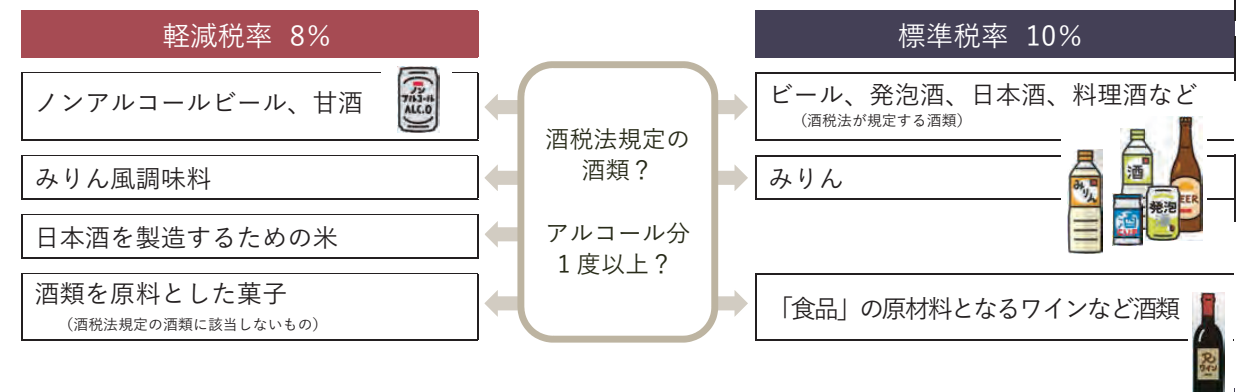 軽減税率 8%
標準税率 10%
ノンアルコールビール、甘酒
ノン
アルコール
ALC.0
みりん風調味料
日本酒を製造するための米
酒類を原料とした菓子
(酒税法規定の酒類に該当しないもの)
酒税法規定の
酒類?
アルコール分
1度以上?
ビール、発泡酒、日本酒、料理酒など
(酒税法が規定する酒類)
みりん
みりん
酒
発泡
BEER
「食品」の原材料となるワインなど酒類
ワイン